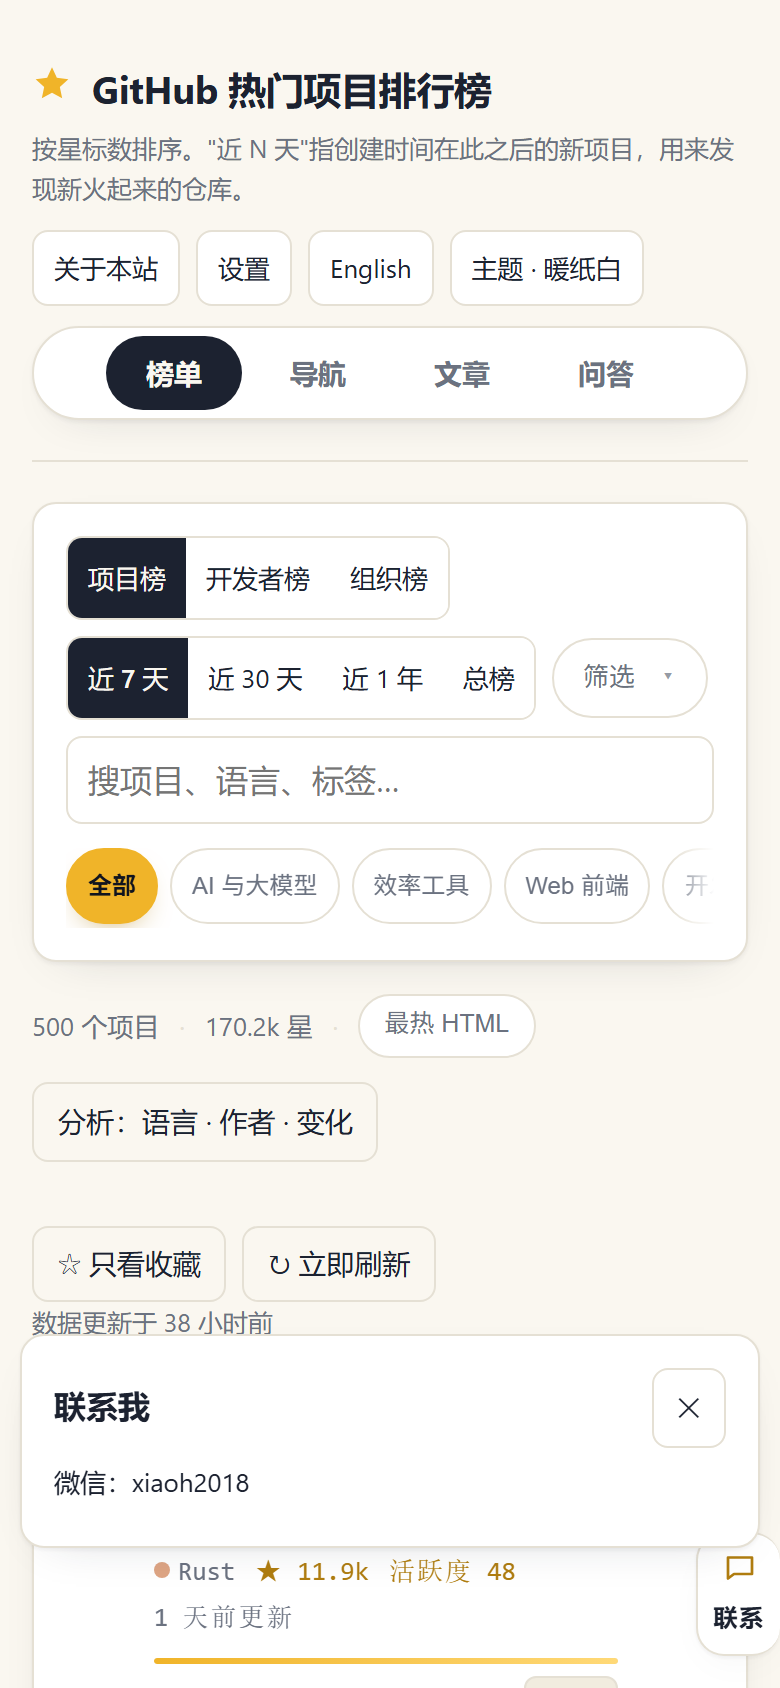 GitHub 热门项目排行榜
按星标数排序。"近 N 天"指创建时间在此之后的新项目，用来发
现新火起来的仓库。
关于本站 设置 English 主题 · 暖纸白
榜单 导航 文章 问答
项目榜 开发者榜 组织榜
近 7 天 近 30 天 近 1 年 总榜 筛选
搜项目、语言、标签...
全部 AI 与大模型 效率工具 Web 前端 开
500 个项目 · 170.2k 星 · 最热 HTML
分析：语言 · 作者 · 变化
☆ 只看收藏 ↻ 立即刷新
数据更新于 38 小时前
联系我
微信：xiaoh2018
Rust ★ 11.9k 活跃度 48
1 天前更新
联系